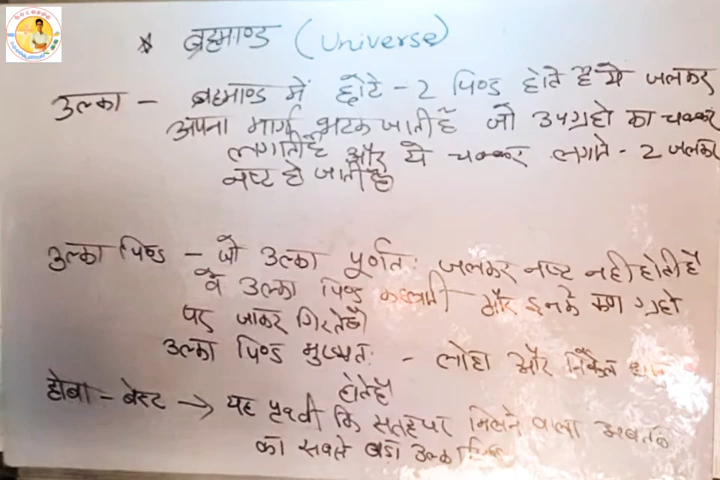 * ब्रह्माण्ड (Universe)
उल्का - ब्रह्माण्ड में छोटे-2 पिण्ड होते है ये जलकर
अपना मार्ग भटक जाती है जो उपग्रहो का चक्कर
लगाती है और ये चक्कर लगाते-2 जलकर
नष्ट हो जाती है।
उल्का पिण्ड - जो उल्का पूर्णतः जलकर नष्ट नही होती है
वे उल्का पिण्ड कहलाती और इनके कण ग्रहो
पर जाकर गिरते है।
उल्का पिण्ड मुख्यतः - लोहा और निकैल
होते है।
होबा-बेस्ट → यह पृथ्वी कि सतह पर मिलने वाला अबतक
का सबसे बडा उल्का